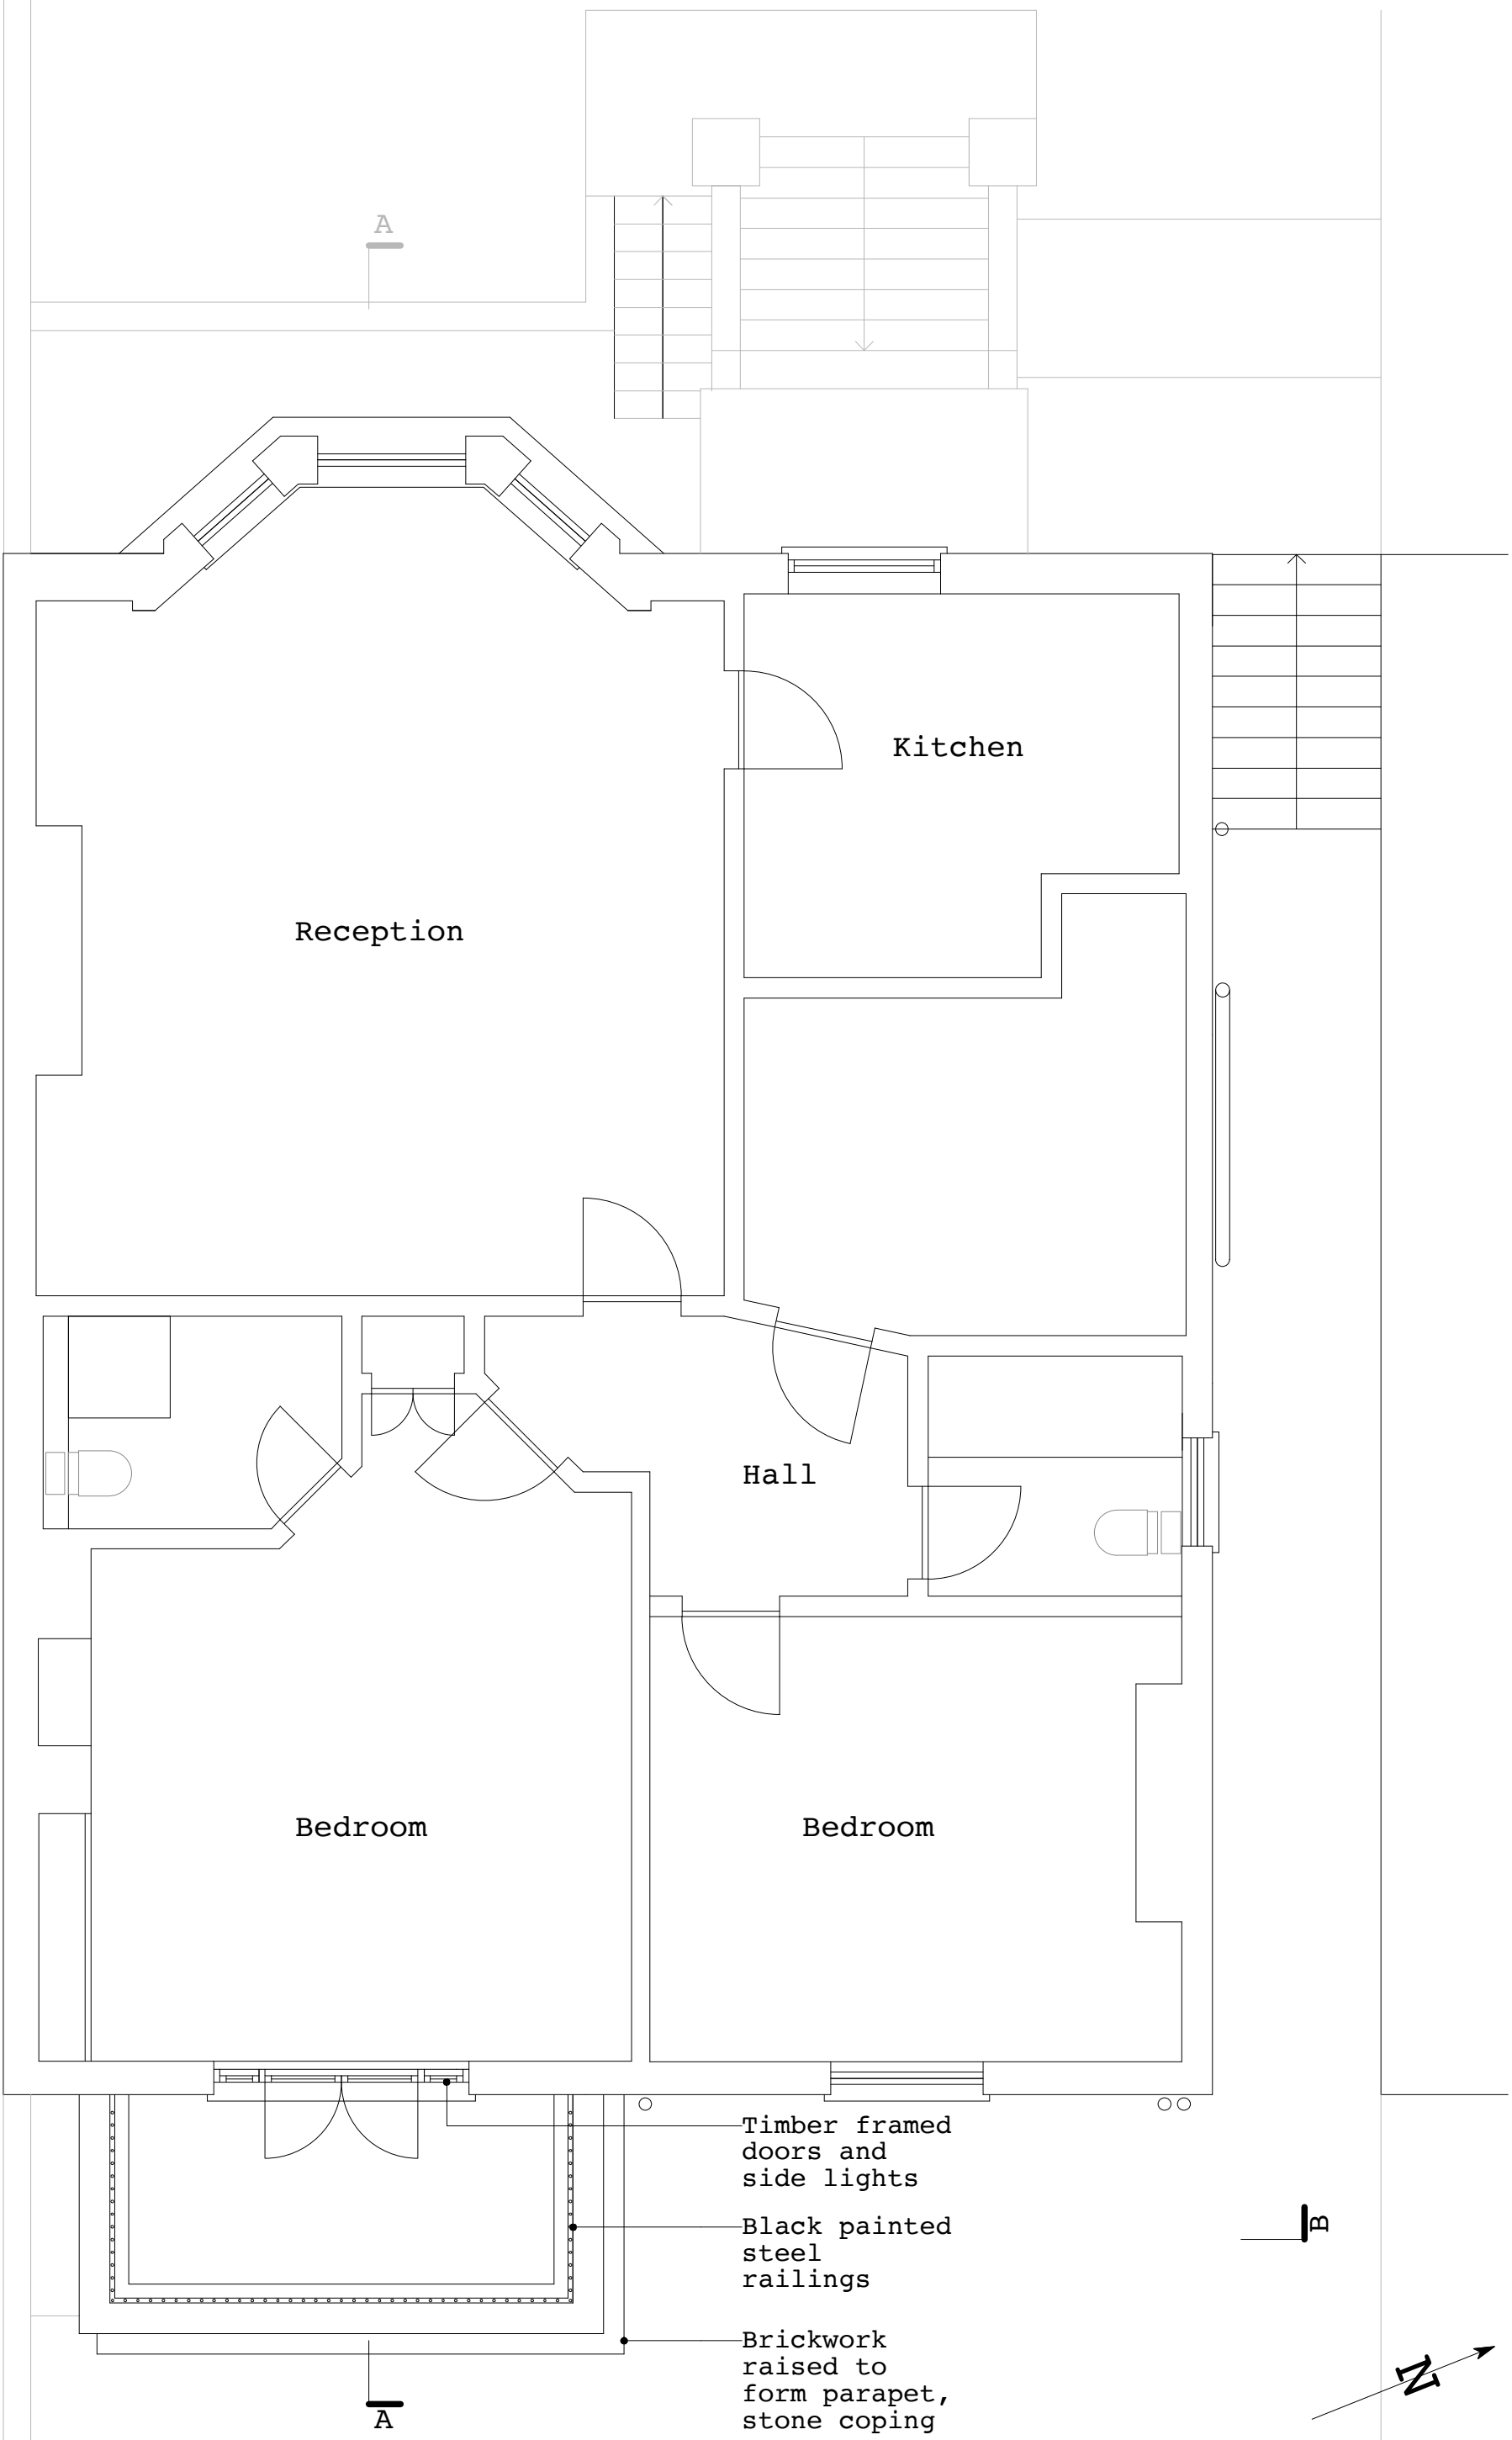 A
Kitchen
Reception
Hall
Bedroom
Bedroom
Timber framed
doors and
side lights
Black painted
steel
railings
B
Brickwork
raised to
form parapet,
stone coping
N
A